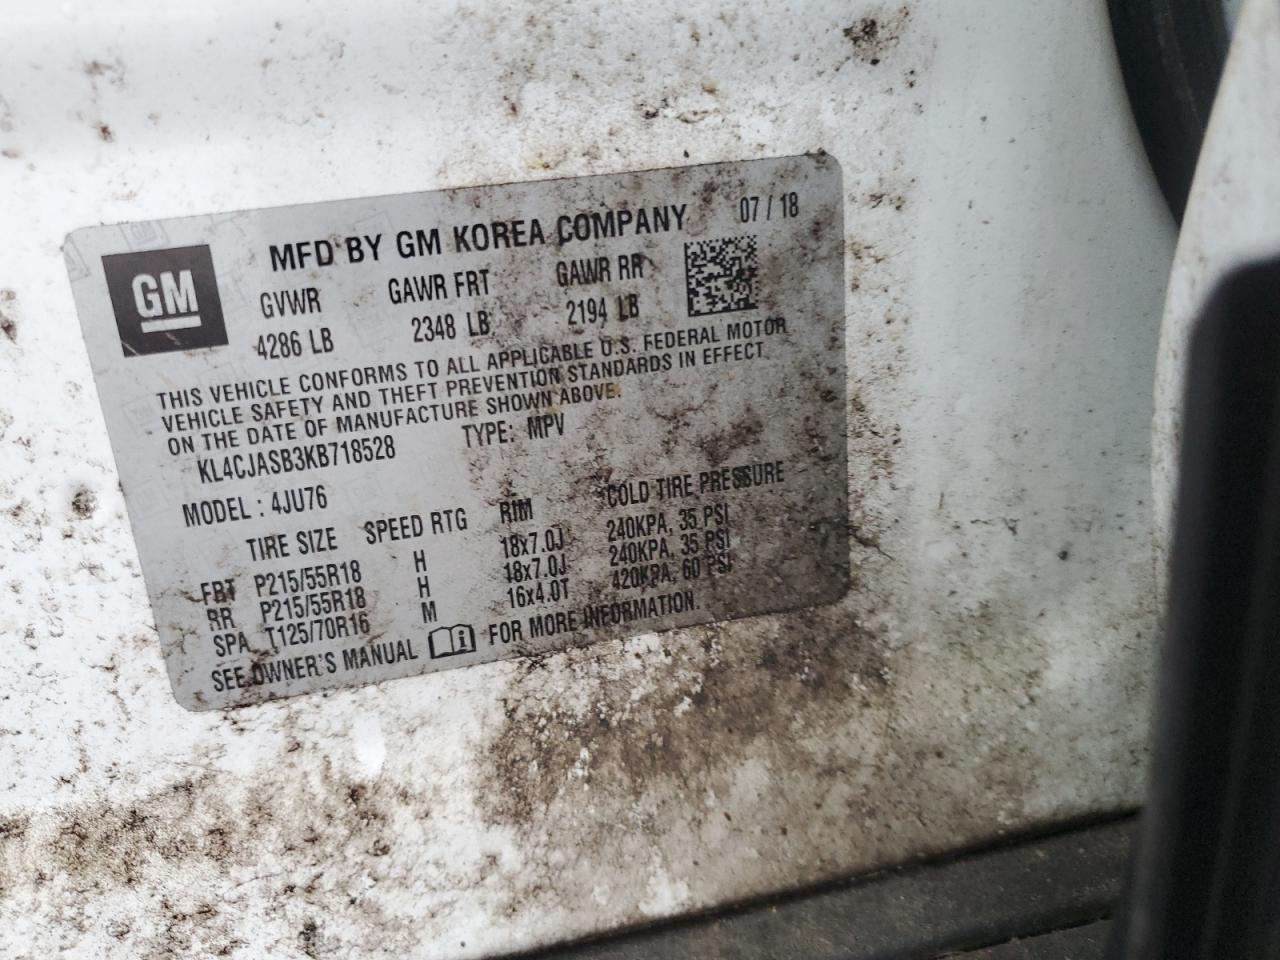 GM
MFD BY GM KOREA COMPANY 07 / 18
GVWR GAWR FRT GAWR RR
4286 LB 2348 LB 2194 LB
THIS VEHICLE CONFORMS TO ALL APPLICABLE U.S. FEDERAL MOTOR
VEHICLE SAFETY AND THEFT PREVENTION STANDARDS IN EFFECT
ON THE DATE OF MANUFACTURE SHOWN ABOVE.
KL4CJASB3KB718528 TYPE: MPV
MODEL : 4JU76
TIRE SIZE SPEED RTG RIM COLD TIRE PRESSURE
FRT P215/55R18 H 18x7.0J 240KPA, 35 PSI
RR P215/55R18 H 18x7.0J 240KPA, 35 PSI
SPA T125/70R16 M 16x4.0T 420KPA, 60 PSI
SEE OWNER'S MANUAL FOR MORE INFORMATION.